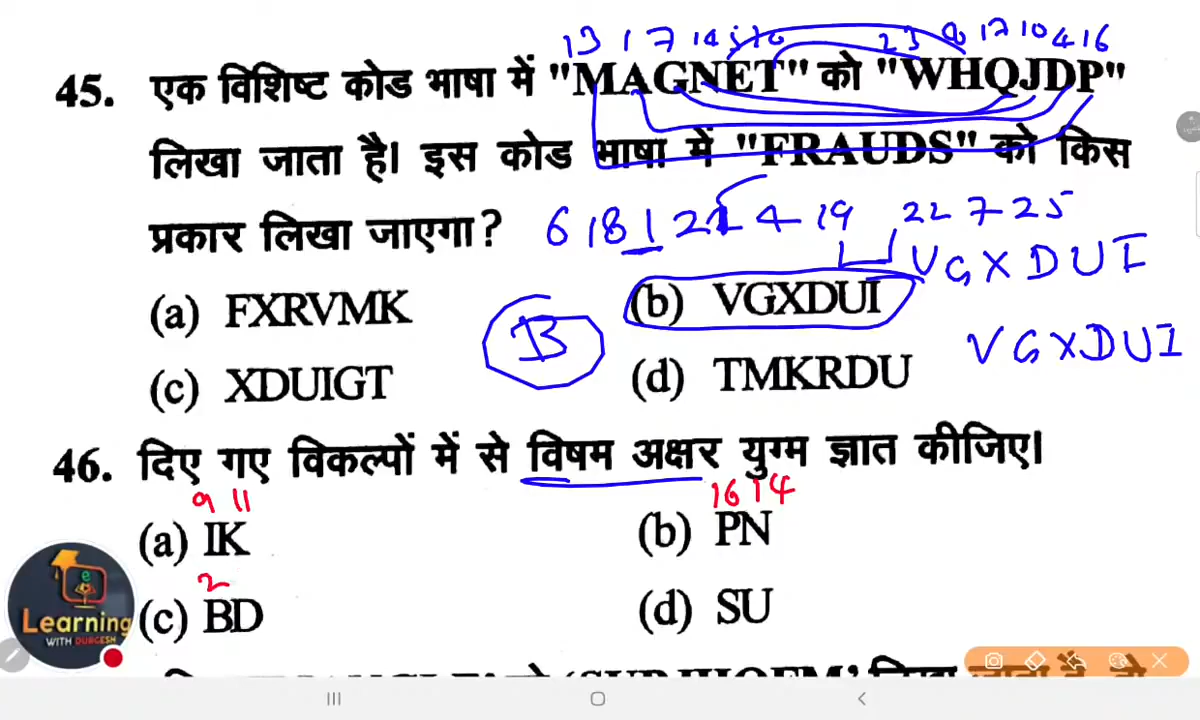 13 1 7 14 5 20 23 8 17 10 4 16
45. एक विशिष्ट कोड भाषा में "MAGNET" को "WHQJDP"
लिखा जाता है। इस कोड भाषा में "FRAUDS" को किस
प्रकार लिखा जाएगा? 6 18 1 21 4 19 22 7 25
VGXDUI
(a) FXRVMK (b) VGXDUI
B
VGXDUI
(c) XDUIGT (d) TMKRDU
46. दिए गए विकल्पों में से विषम अक्षर युग्म ज्ञात कीजिए।
9 11 16 14
(a) IK (b) PN
2
(c) BD (d) SU
e
Learning
WITH DURGESH